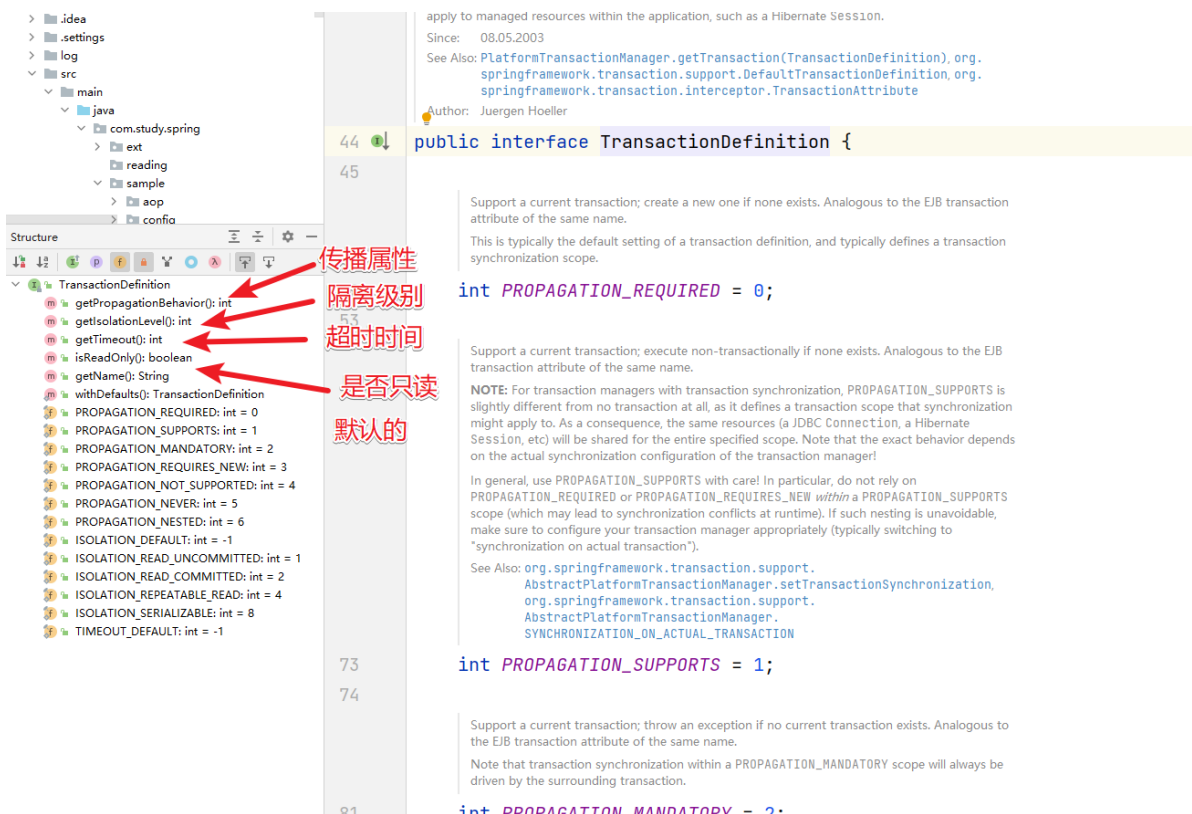 .idea
.settings
log
src
main
java
com.study.spring
ext
reading
sample
aop
config
Structure
TransactionDefinition
getPropagationBehavior(): int
getIsolationLevel(): int
getTimeout(): int
isReadOnly(): boolean
getName(): String
withDefaults(): TransactionDefinition
PROPAGATION_REQUIRED: int = 0
PROPAGATION_SUPPORTS: int = 1
PROPAGATION_MANDATORY: int = 2
PROPAGATION_REQUIRES_NEW: int = 3
PROPAGATION_NOT_SUPPORTED: int = 4
PROPAGATION_NEVER: int = 5
PROPAGATION_NESTED: int = 6
ISOLATION_DEFAULT: int = -1
ISOLATION_READ_UNCOMMITTED: int = 1
ISOLATION_READ_COMMITTED: int = 2
ISOLATION_REPEATABLE_READ: int = 4
ISOLATION_SERIALIZABLE: int = 8
TIMEOUT_DEFAULT: int = -1
传播属性
隔离级别
超时时间
是否只读
默认的
apply to managed resources within the application, such as a Hibernate Session.
Since: 08.05.2003
See Also: PlatformTransactionManager.getTransaction(TransactionDefinition), org.
springframework.transaction.support.DefaultTransactionDefinition, org.
springframework.transaction.interceptor.TransactionAttribute
Author: Juergen Hoeller
44 public interface TransactionDefinition {
45
Support a current transaction; create a new one if none exists. Analogous to the EJB transaction
attribute of the same name.
This is typically the default setting of a transaction definition, and typically defines a transaction
synchronization scope.
int PROPAGATION_REQUIRED = 0;
53
Support a current transaction; execute non-transactionally if none exists. Analogous to the EJB
transaction attribute of the same name.
NOTE: For transaction managers with transaction synchronization, PROPAGATION_SUPPORTS is
slightly different from no transaction at all, as it defines a transaction scope that synchronization
might apply to. As a consequence, the same resources (a JDBC Connection, a Hibernate
Session, etc) will be shared for the entire specified scope. Note that the exact behavior depends
on the actual synchronization configuration of the transaction manager!
In general, use PROPAGATION_SUPPORTS with care! In particular, do not rely on
PROPAGATION_REQUIRED or PROPAGATION_REQUIRES_NEW within a PROPAGATION_SUPPORTS
scope (which may lead to synchronization conflicts at runtime). If such nesting is unavoidable,
make sure to configure your transaction manager appropriately (typically switching to
"synchronization on actual transaction").
See Also: org.springframework.transaction.support.
AbstractPlatformTransactionManager.setTransactionSynchronization,
org.springframework.transaction.support.
AbstractPlatformTransactionManager.
SYNCHRONIZATION_ON_ACTUAL_TRANSACTION
73 int PROPAGATION_SUPPORTS = 1;
74
Support a current transaction; throw an exception if no current transaction exists. Analogous to
the EJB transaction attribute of the same name.
Note that transaction synchronization within a PROPAGATION_MANDATORY scope will always be
driven by the surrounding transaction.
81 int PROPAGATION_MANDATORY = 2;